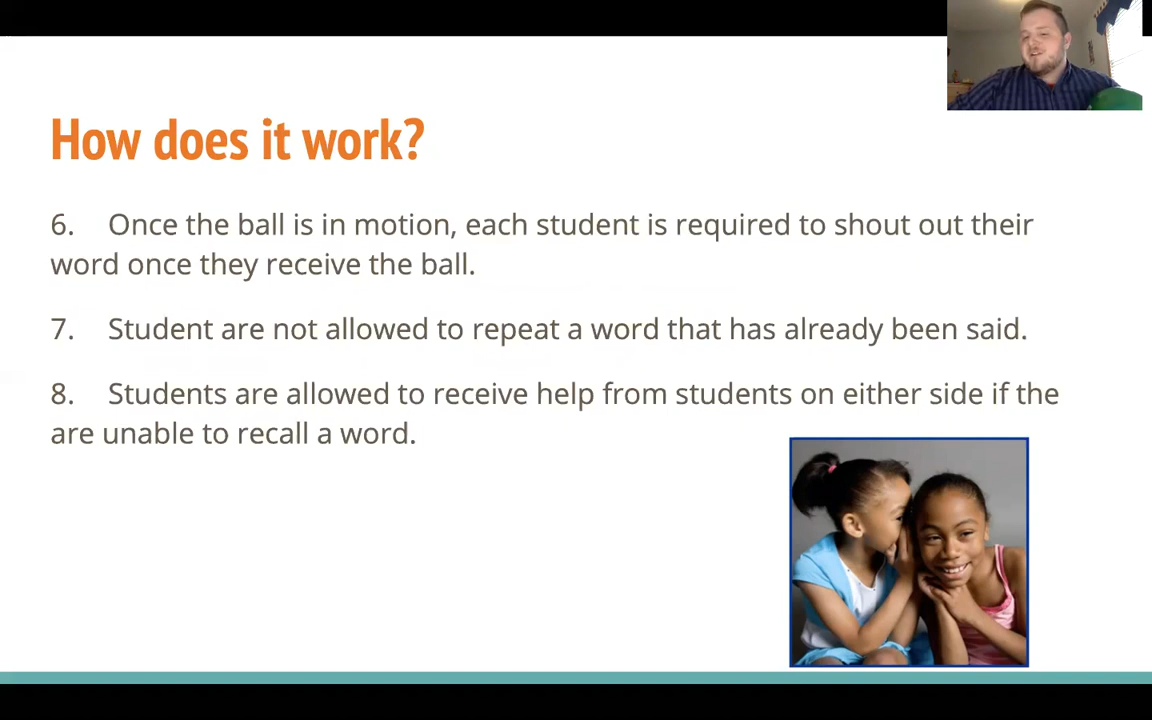 How does it work?
6. Once the ball is in motion, each student is required to shout out their
word once they receive the ball.
7. Student are not allowed to repeat a word that has already been said.
8. Students are allowed to receive help from students on either side if the
are unable to recall a word.